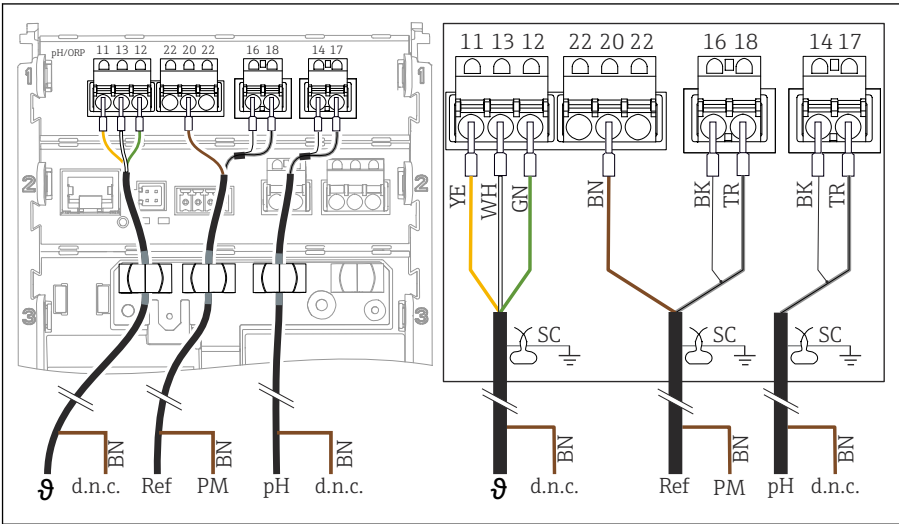 pH/ORP 11 13 12 22 20 22 16 18 14 17
1 1
2 2
3 3
BN BN BN
ϑ d.n.c. Ref PM pH d.n.c.
11 13 12 22 20 22 16 18 14 17
YE WH GN BN BK TR BK TR
SC SC SC
BN BN BN
ϑ d.n.c. Ref PM pH d.n.c.